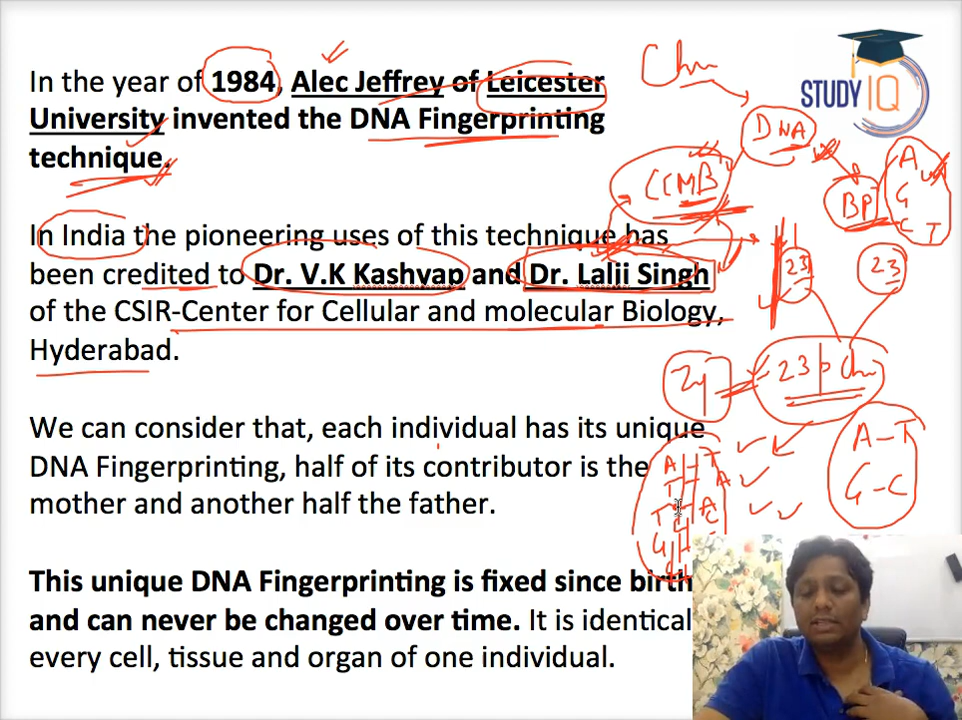 In the year of 1984, Alec Jeffrey of Leicester
University invented the DNA Fingerprinting
technique.
In India the pioneering uses of this technique has
been credited to Dr. V.K Kashyap and Dr. Lalji Singh
of the CSIR-Center for Cellular and molecular Biology,
Hyderabad.
We can consider that, each individual has its unique
DNA Fingerprinting, half of its contributor is the
mother and another half the father.
This unique DNA Fingerprinting is fixed since birth
and can never be changed over time. It is identical
every cell, tissue and organ of one individual.
STUDY IQ
Chm
DNA
CCMB
BP
A
G
C T
23
23
Zy
23 p Chm
A-T
G-C
A T
T A
T A